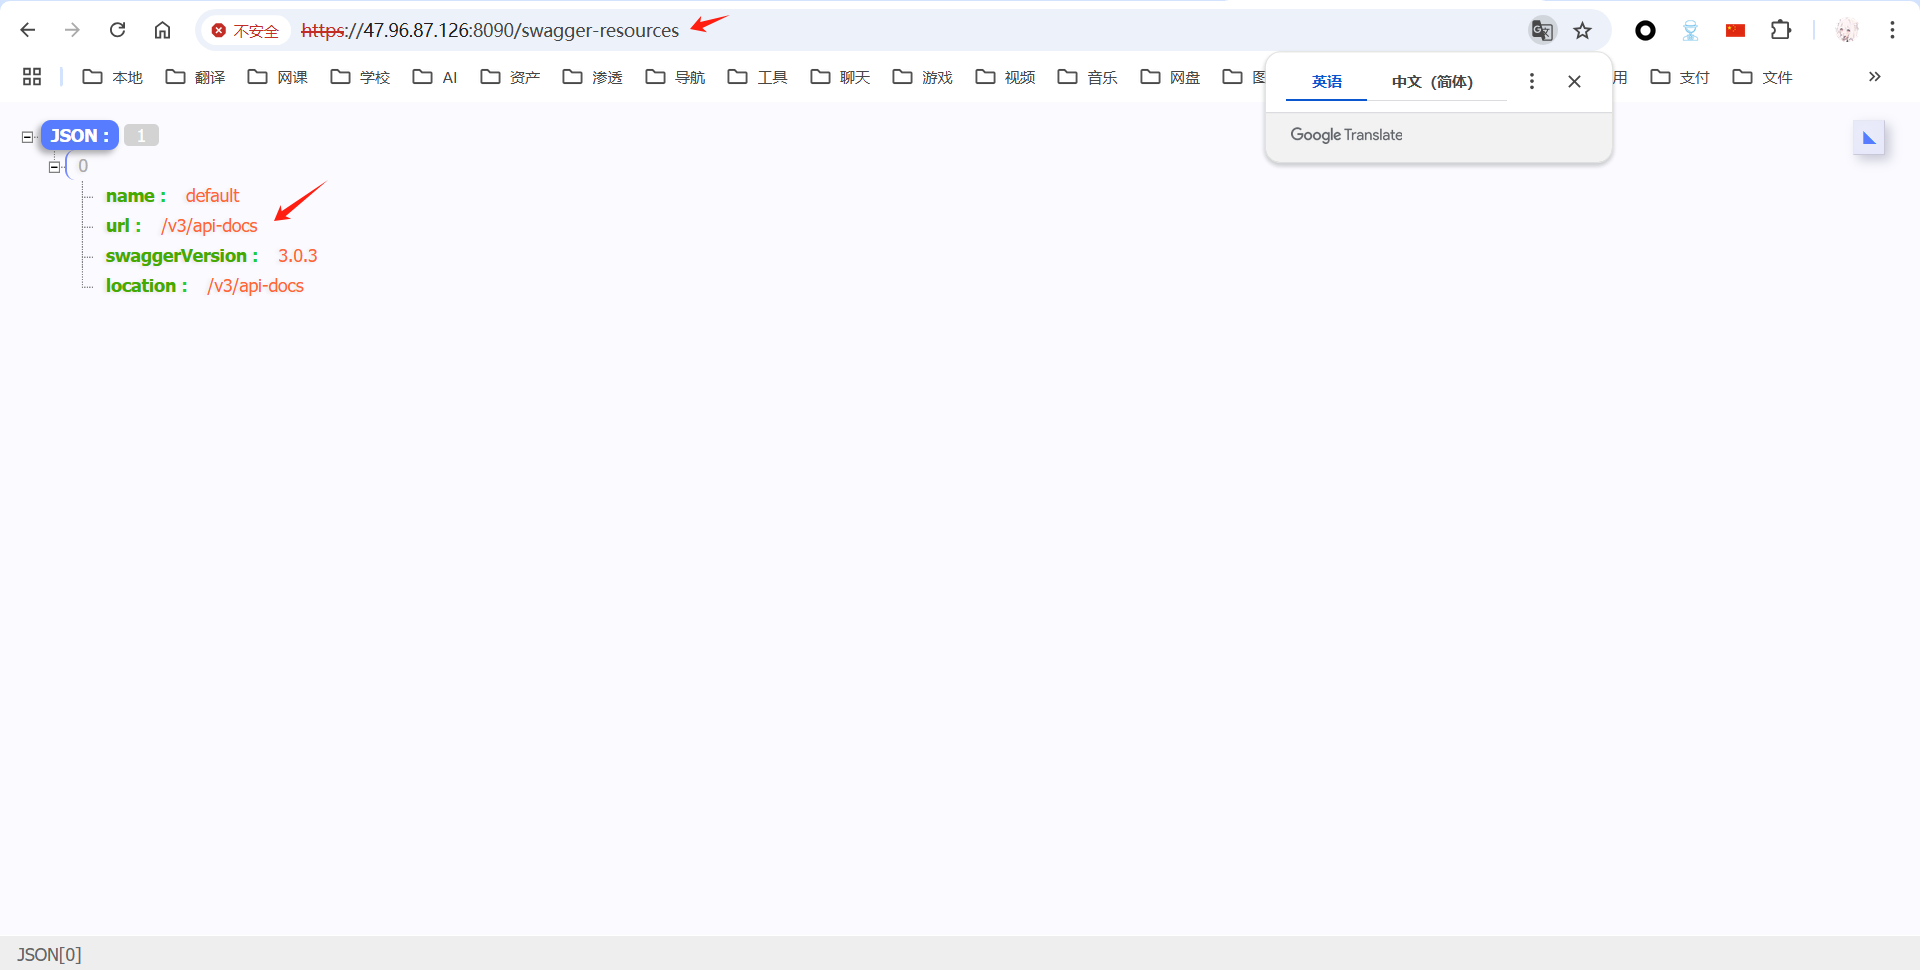 不安全 https://47.96.87.126:8090/swagger-resources
本地 翻译 网课 学校 AI 资产 渗透 导航 工具 聊天 游戏 视频 音乐 网盘 用 支付 文件
英语 中文（简体）
Google Translate
JSON : 1
0
name : default
url : /v3/api-docs
swaggerVersion : 3.0.3
location : /v3/api-docs
JSON[0]